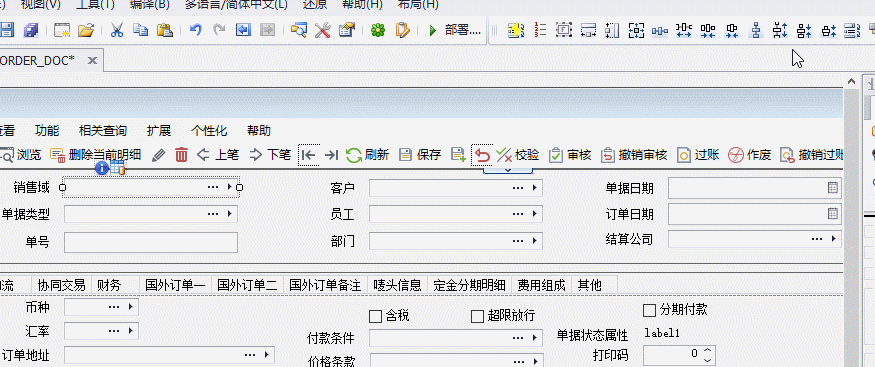 视图(V) 工具(T) 编译(B) 多语言/简体中文(L) 还原 帮助(H) 布局(H)
部署....
ORDER_DOC*
查看 功能 相关查询 扩展 个性化 帮助
浏览 删除当前明细 上笔 下笔 刷新 保存 校验 审核 撤销审核 过账 作废 撤销过账
销售域 客户 单据日期
单据类型 员工 订单日期
单号 部门 结算公司
流 协同交易 财务 国外订单一 国外订单二 国外订单备注 唛头信息 定金分期明细 费用组成 其他
币种 含税 超限放行 分期付款
汇率 付款条件 单据状态属性 label1
订单地址 价格条款 打印码 0